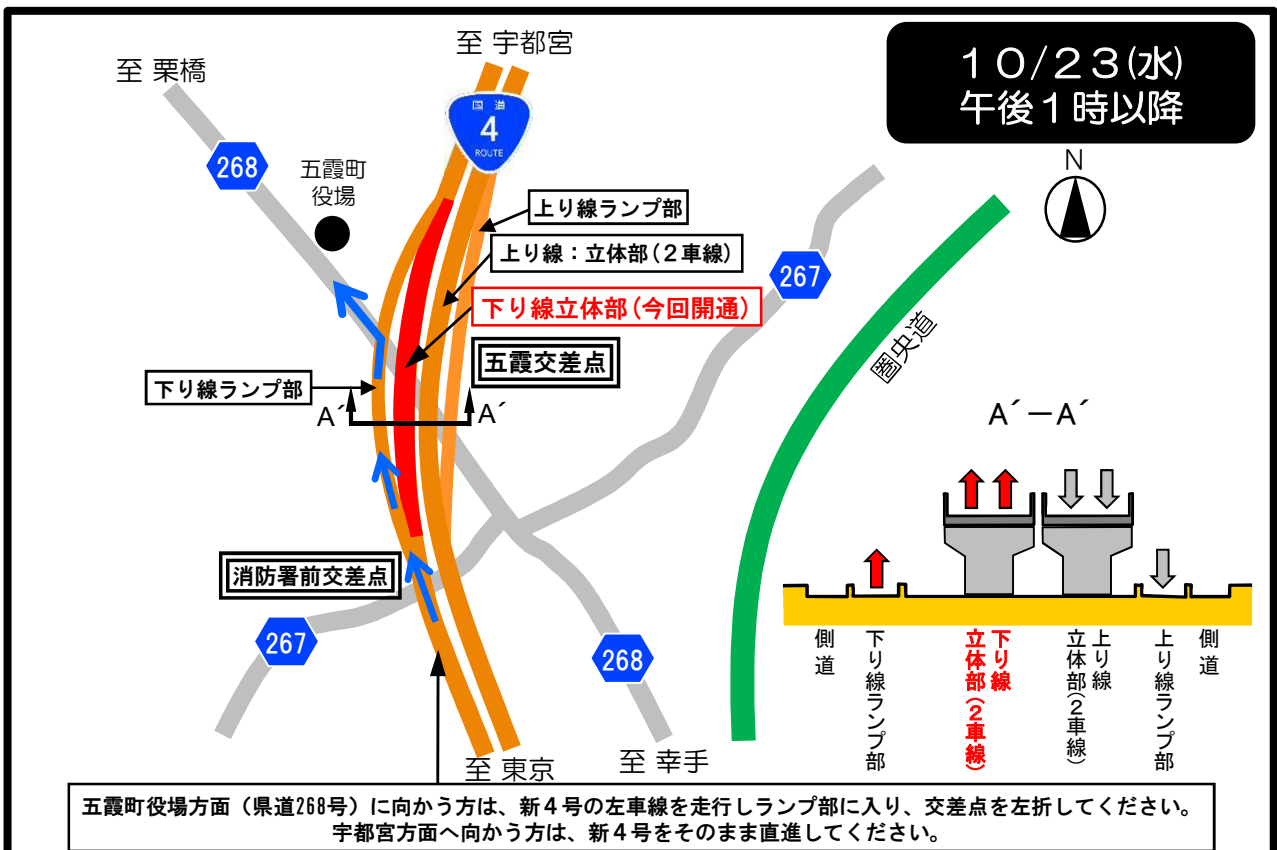 至 宇都宮
至 栗橋
10/23(水)
午後1時以降
国道
4
ROUTE
268
五霞町
役場
N
上り線ランプ部
上り線：立体部(2車線)
267
下り線立体部(今回開通)
圏央道
五霞交差点
下り線ランプ部
A´
A´
A´－A´
消防署前交差点
267
268
側道
下り線ランプ部
下り線
立体部(2車線)
上り線
立体部(2車線)
上り線ランプ部
側道
至 東京
至 幸手
五霞町役場方面（県道268号）に向かう方は、新4号の左車線を走行しランプ部に入り、交差点を左折してください。
宇都宮方面へ向かう方は、新4号をそのまま直進してください。